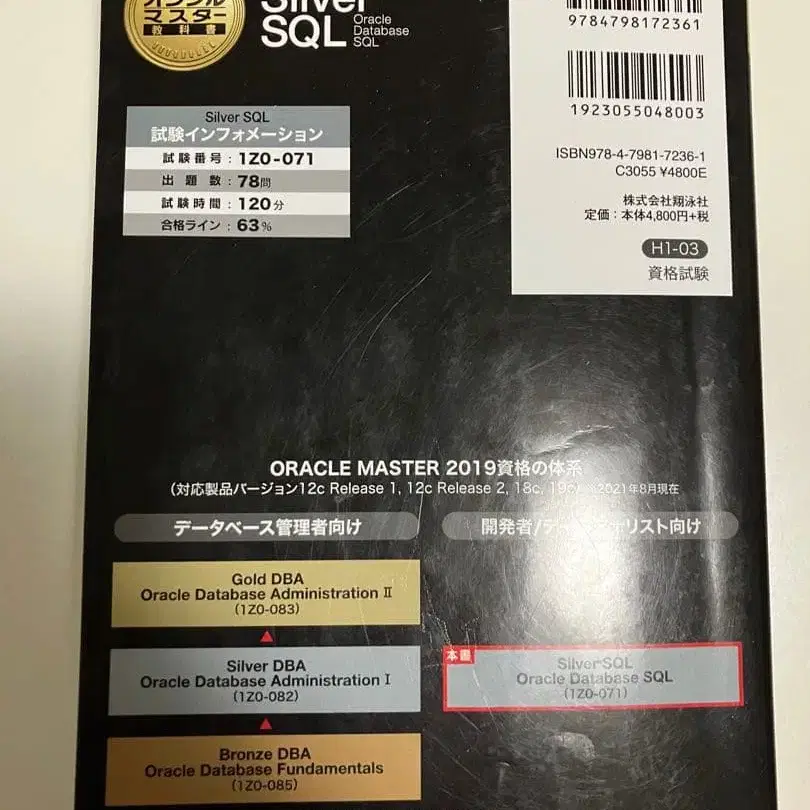 オラクル
マスター
教科書
Silver
SQL
Oracle
Database
SQL
9784798172361
1923055048003
ISBN978-4-7981-7236-1
C3055 ¥4800E
株式会社翔泳社
定価:本体4,800円+税
H1-03
資格試験
Silver SQL
試験インフォメーション
試験番号:1Z0-071
出題数:78問
試験時間:120分
合格ライン:63%
ORACLE MASTER 2019資格の体系
(対応製品バージョン12c Release 1, 12c Release 2, 18c, 19c) ※2021年8月現在
データベース管理者向け
開発者/デ リスト向け
Gold DBA
Oracle Database Administration Ⅱ
(1Z0-083)
Silver DBA
Oracle Database Administration Ⅰ
(1Z0-082)
Bronze DBA
Oracle Database Fundamentals
(1Z0-085)
本書
Silver SQL
Oracle Database SQL
(1Z0-071)